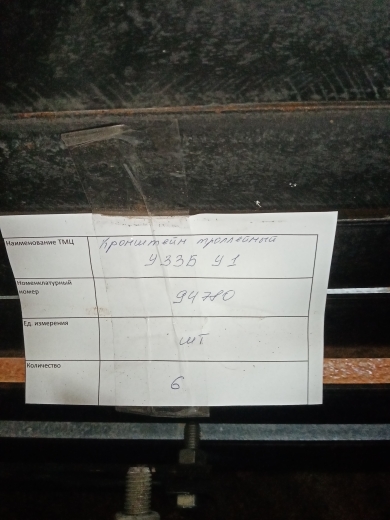 Наименование ТМЦ
Кронштейн троллейный
У33Б У1
Номенклатурный
номер
94780
Ед. измерения
шт
Количество
6